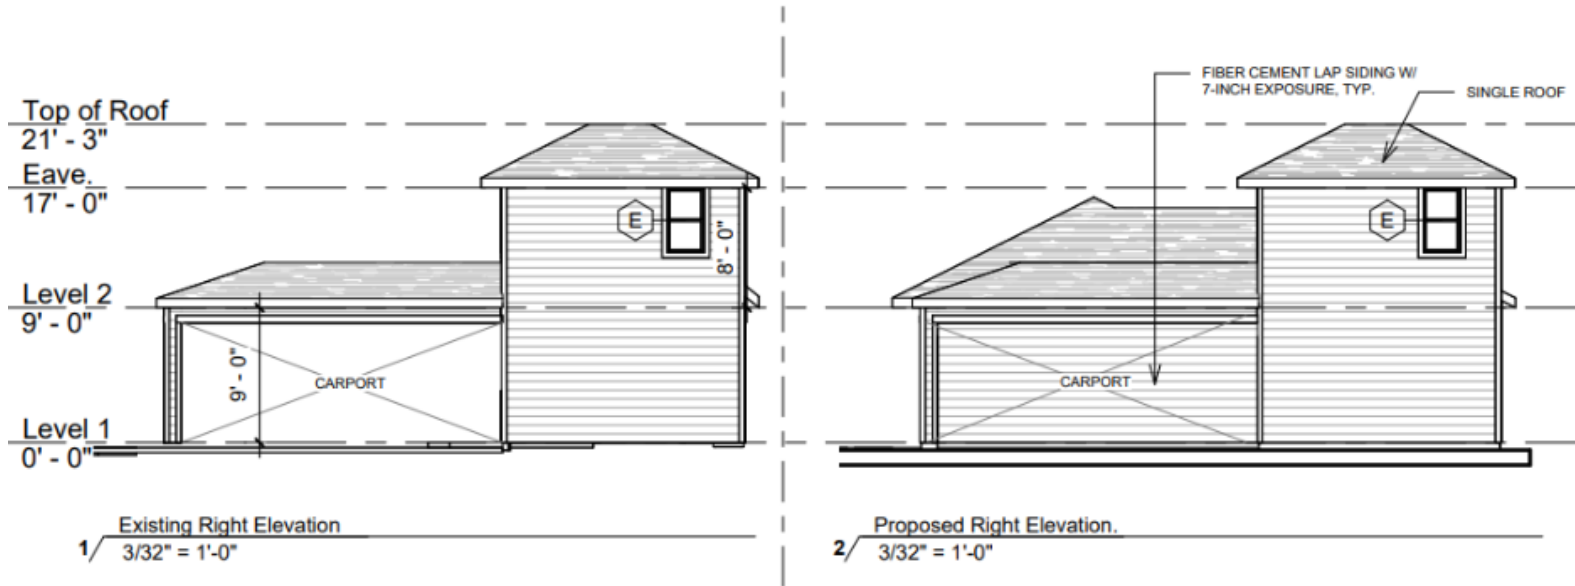 Top of Roof
21' - 3"
Eave.
17' - 0"
Level 2
9' - 0"
Level 1
0' - 0"
E
8' - 0"
9' - 0"
CARPORT
1/ Existing Right Elevation
3/32" = 1'-0"
FIBER CEMENT LAP SIDING W/
7-INCH EXPOSURE, TYP.
SINGLE ROOF
E
CARPORT
2/ Proposed Right Elevation.
3/32" = 1'-0"